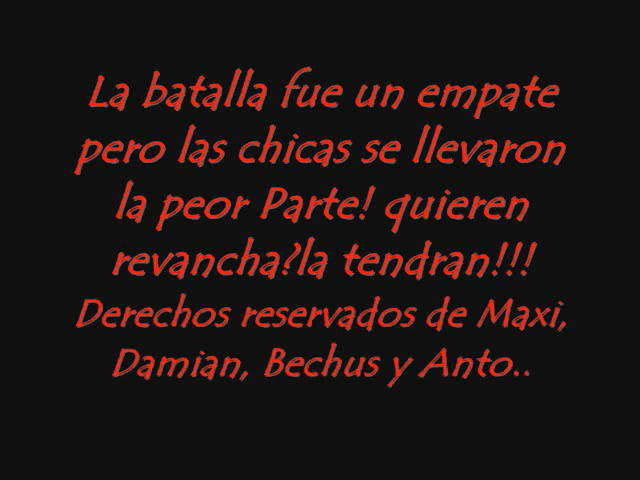 La batalla fue un empate
pero las chicas se llevaron
la peor Parte! quieren
revancha?la tendran!!!
Derechos reservados de Maxi,
Damian, Bechus y Anto..